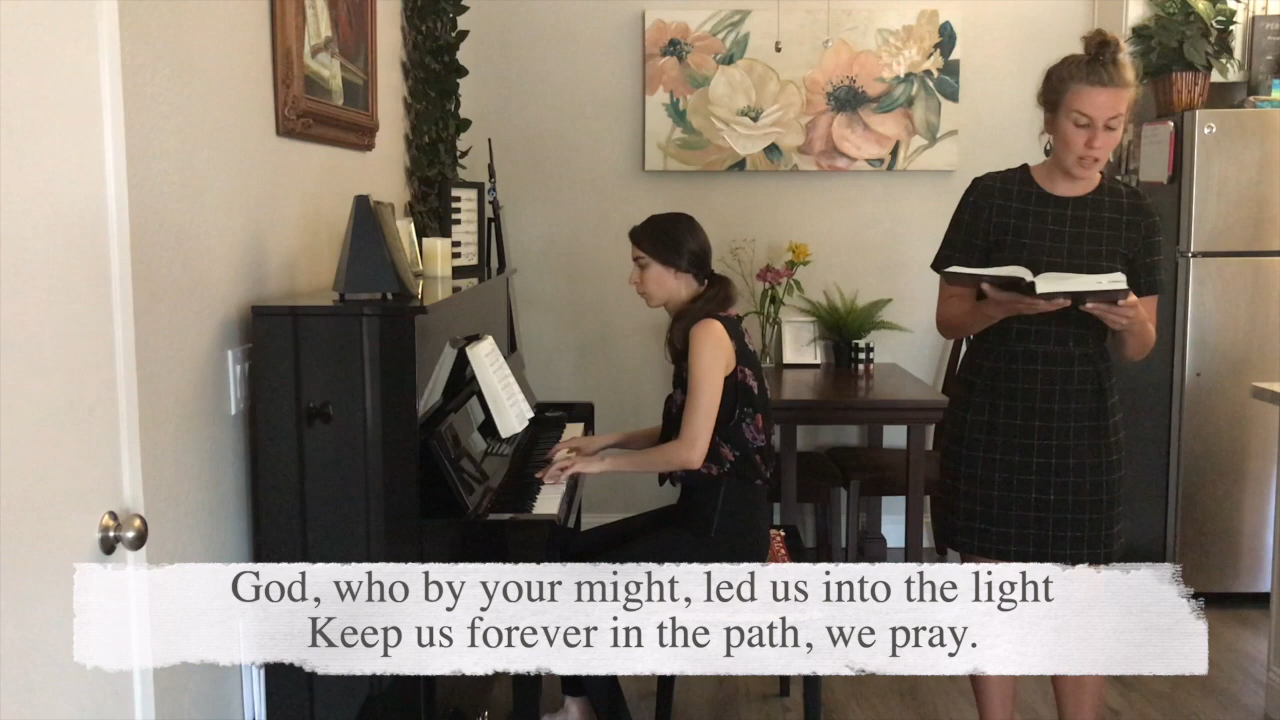 God, who by your might, led us into the light
Keep us forever in the path, we pray.